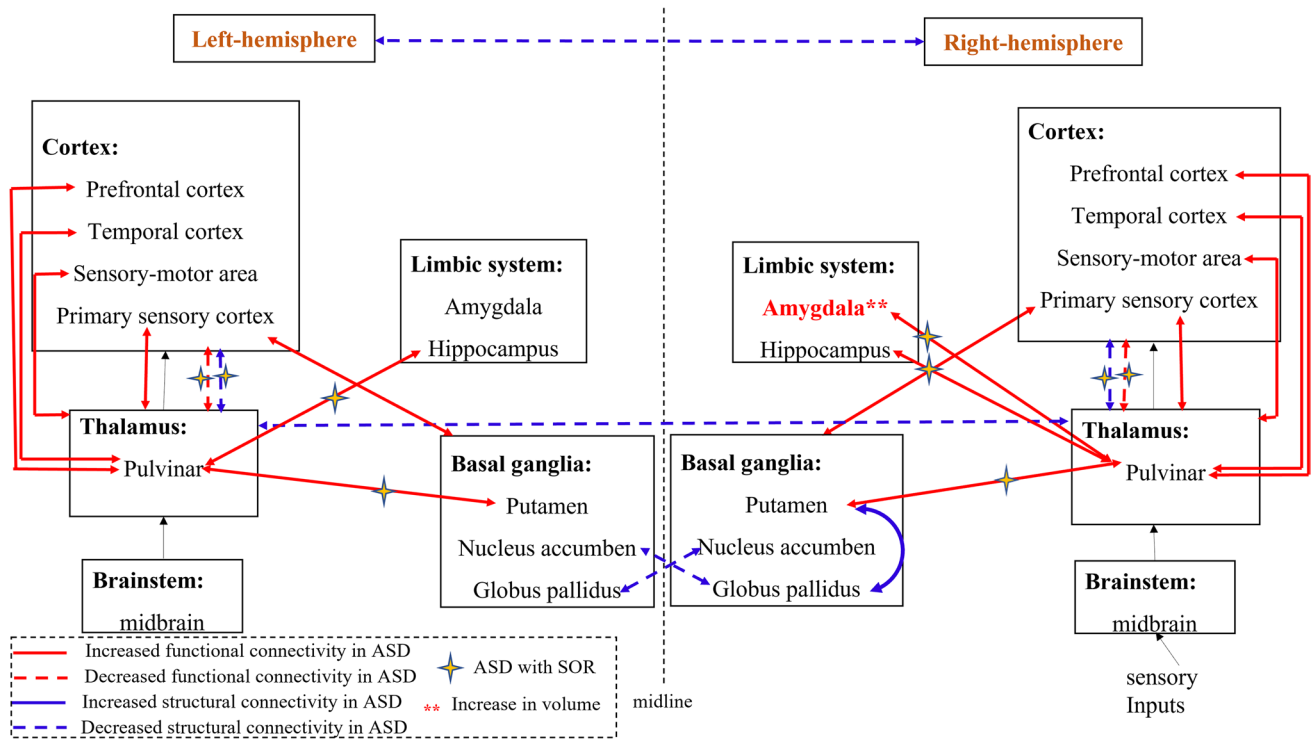 Left-hemisphere
Right-hemisphere
Cortex:
Prefrontal cortex
Temporal cortex
Sensory-motor area
Primary sensory cortex
Limbic system:
Amygdala
Hippocampus
Thalamus:
Pulvinar
Basal ganglia:
Putamen
Nucleus accumben
Globus pallidus
Brainstem:
midbrain
Limbic system:
Amygdala**
Hippocampus
Cortex:
Prefrontal cortex
Temporal cortex
Sensory-motor area
Primary sensory cortex
Basal ganglia:
Putamen
Nucleus accumben
Globus pallidus
Thalamus:
Pulvinar
Brainstem:
midbrain
sensory
Inputs
midline
Increased functional connectivity in ASD
Decreased functional connectivity in ASD
Increased structural connectivity in ASD
Decreased structural connectivity in ASD
ASD with SOR
** Increase in volume